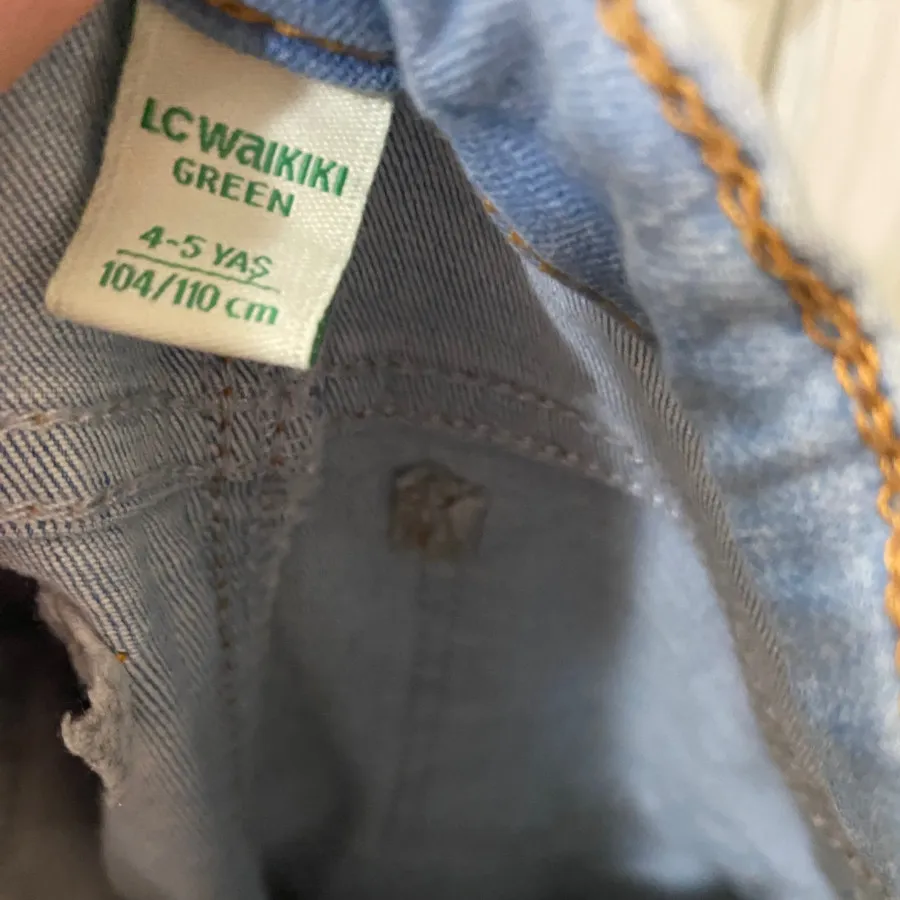 LC WAIKIKI
GREEN
4-5 YAŞ
104/110 cm